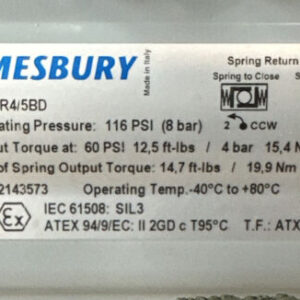 MESBURY
Made in Italy
Spring Return
Spring to Close
R4/5BD
ating Pressure: 116 PSI (8 bar)
2 CCW
ut Torque at: 60 PSI 12,5 ft-lbs / 4 bar 15,4
of Spring Output Torque: 14,7 ft-lbs / 19,9 Nm
2143573 Operating Temp.-40°C to +80°C
IEC 61508: SIL3
Ex
ATEX 94/9/EC: II 2GD c T95°C T.F.: ATX